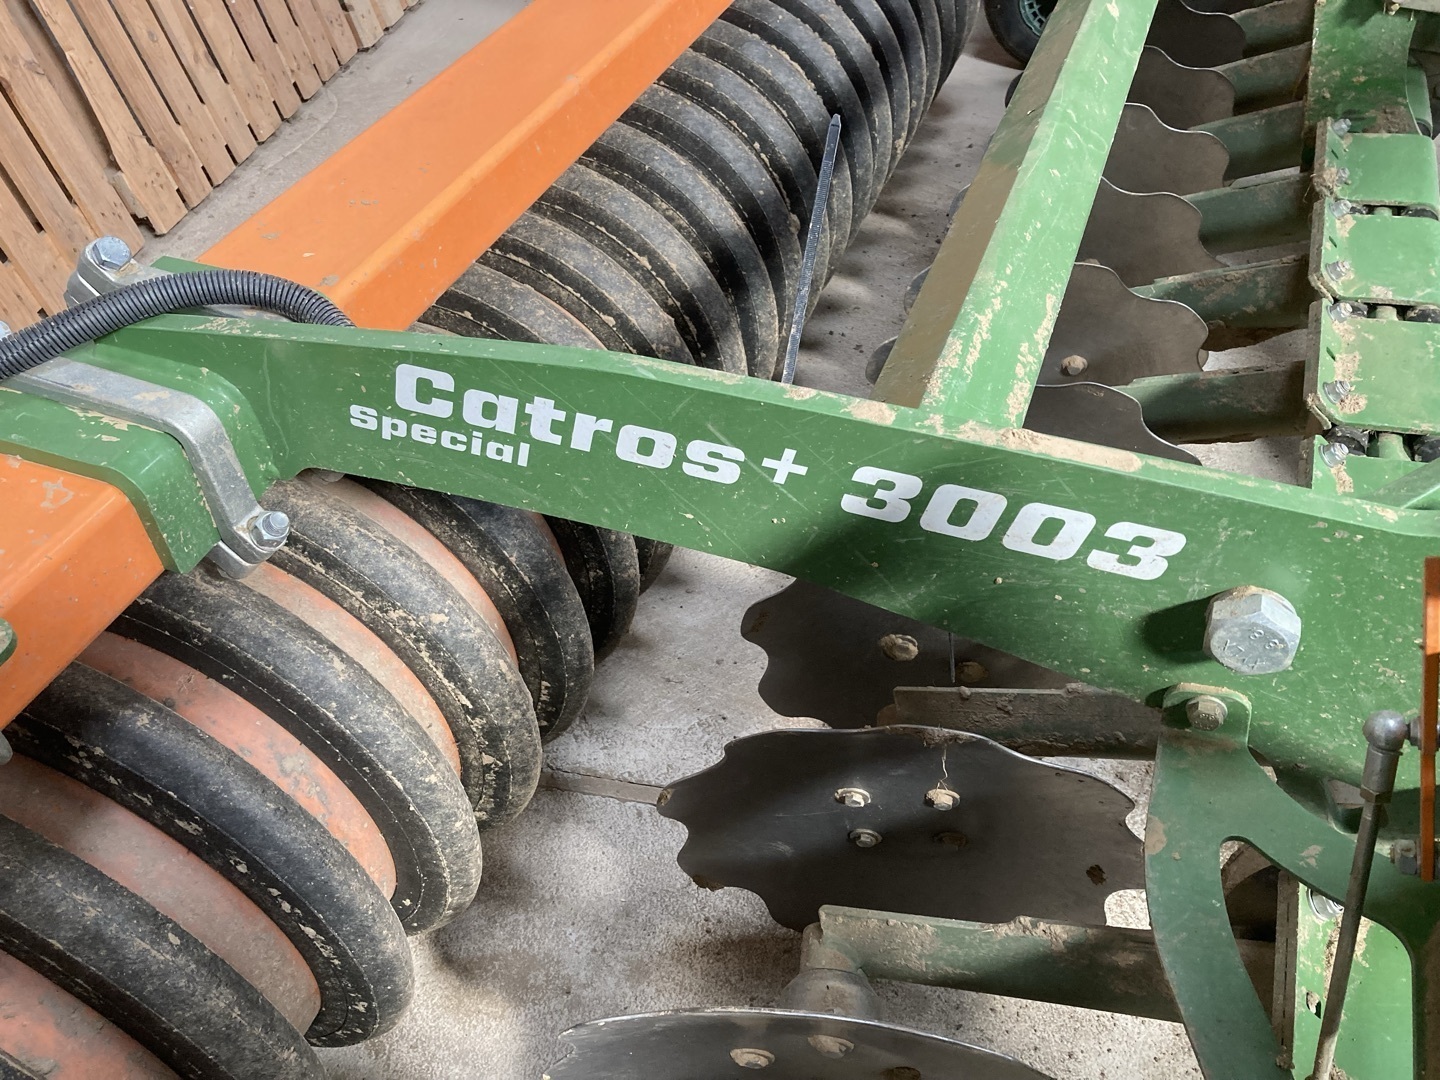 Catros+ 3003
Special